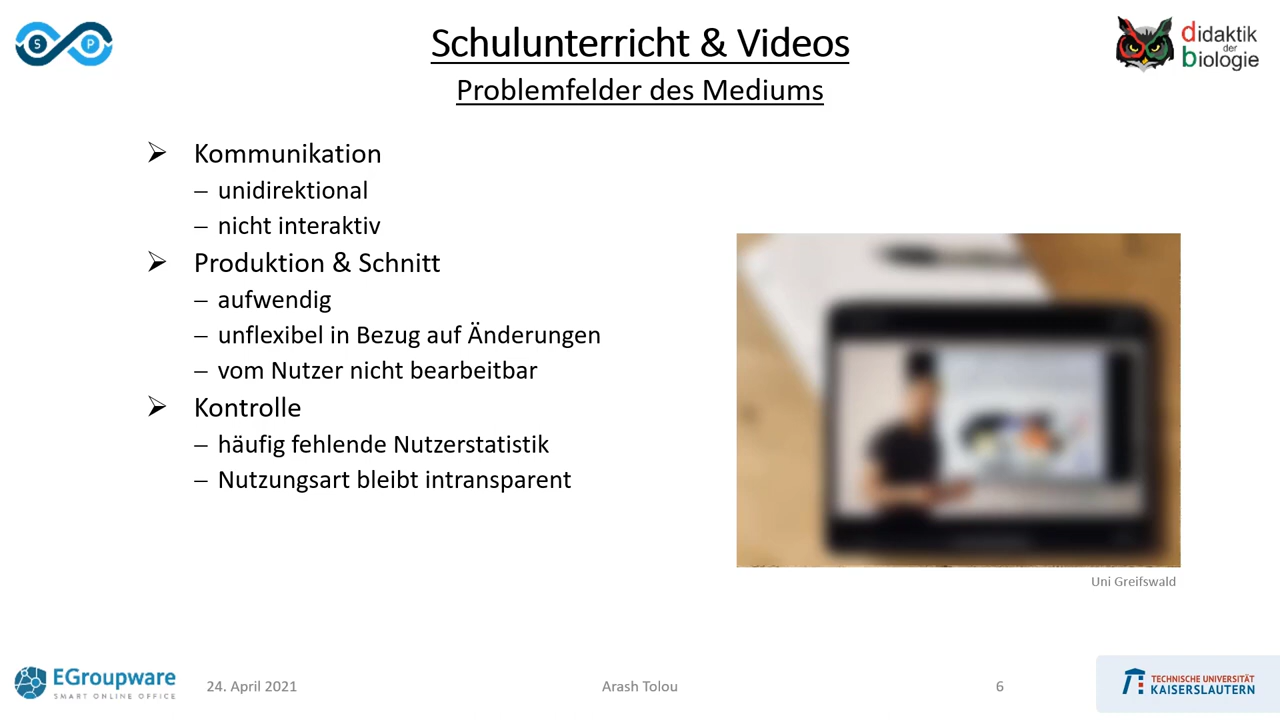 S P
Schulunterricht & Videos
didaktik
der
biologie
Problemfelder des Mediums
➢ Kommunikation
– unidirektional
– nicht interaktiv
➢ Produktion & Schnitt
– aufwendig
– unflexibel in Bezug auf Änderungen
– vom Nutzer nicht bearbeitbar
➢ Kontrolle
– häufig fehlende Nutzerstatistik
– Nutzungsart bleibt intransparent
Uni Greifswald
EGroupware
SMART ONLINE OFFICE
24. April 2021
Arash Tolou
6
TECHNISCHE UNIVERSITÄT
KAISERSLAUTERN